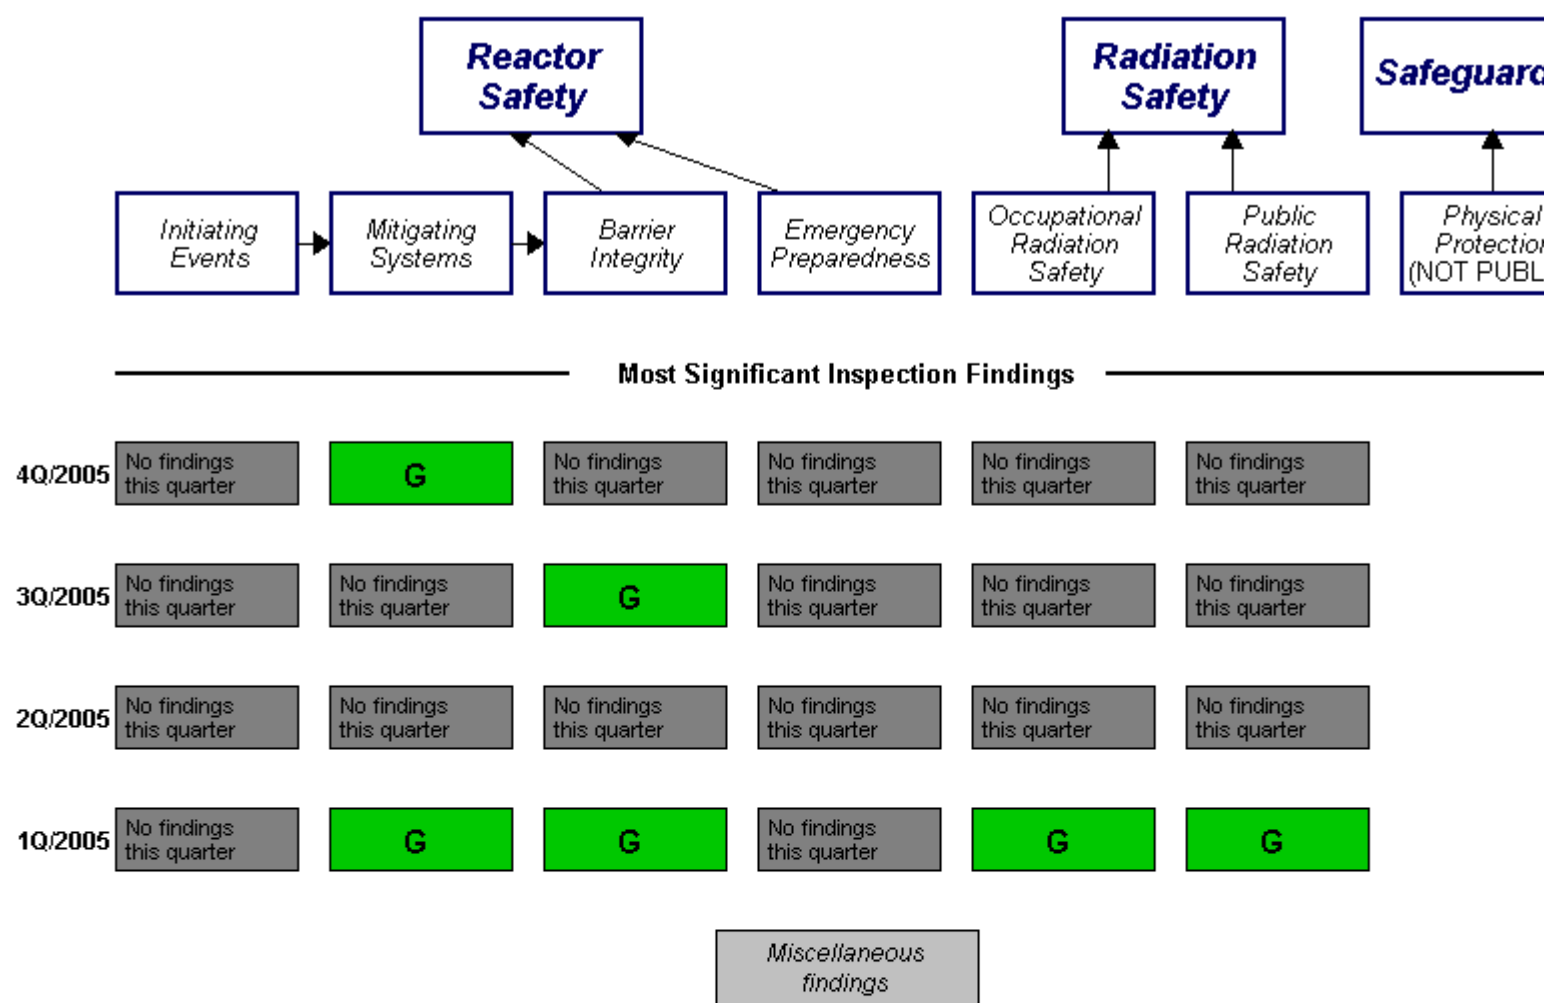 Reactor
Safety
Radiation
Safety
Safeguard
Initiating
Events
Mitigating
Systems
Barrier
Integrity
Emergency
Preparedness
Occupational
Radiation
Safety
Public
Radiation
Safety
Physical
Protection
(NOT PUBL
Most Significant Inspection Findings
4Q/2005
No findings
this quarter
G
No findings
this quarter
No findings
this quarter
No findings
this quarter
No findings
this quarter
3Q/2005
No findings
this quarter
No findings
this quarter
G
No findings
this quarter
No findings
this quarter
No findings
this quarter
2Q/2005
No findings
this quarter
No findings
this quarter
No findings
this quarter
No findings
this quarter
No findings
this quarter
No findings
this quarter
1Q/2005
No findings
this quarter
G
G
No findings
this quarter
G
G
Miscellaneous
findings